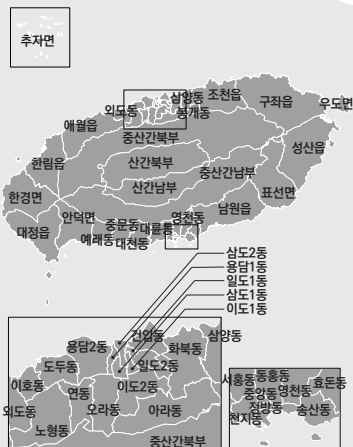 추자면
삼양동 조천읍 구좌읍 우도면
외도동 봉개동
애월읍
중산간북부 성산읍
한림읍 산간북부
중산간남부
산간남부
한경면 표선면
안덕면 남원읍
대정읍 중문동 대륜동 영천동
예래동 대천동
삼도2동
용담1동
일도1동
삼도1동
이도1동
건입동 삼양동
용담2동 화북동
도두동 일도2동
이호동 연동 이도2동
외도동 오라동 아라동
노형동
중산간북부
서홍동 동홍동 효돈동
중앙동 영천동
정방동 송산동
천지동